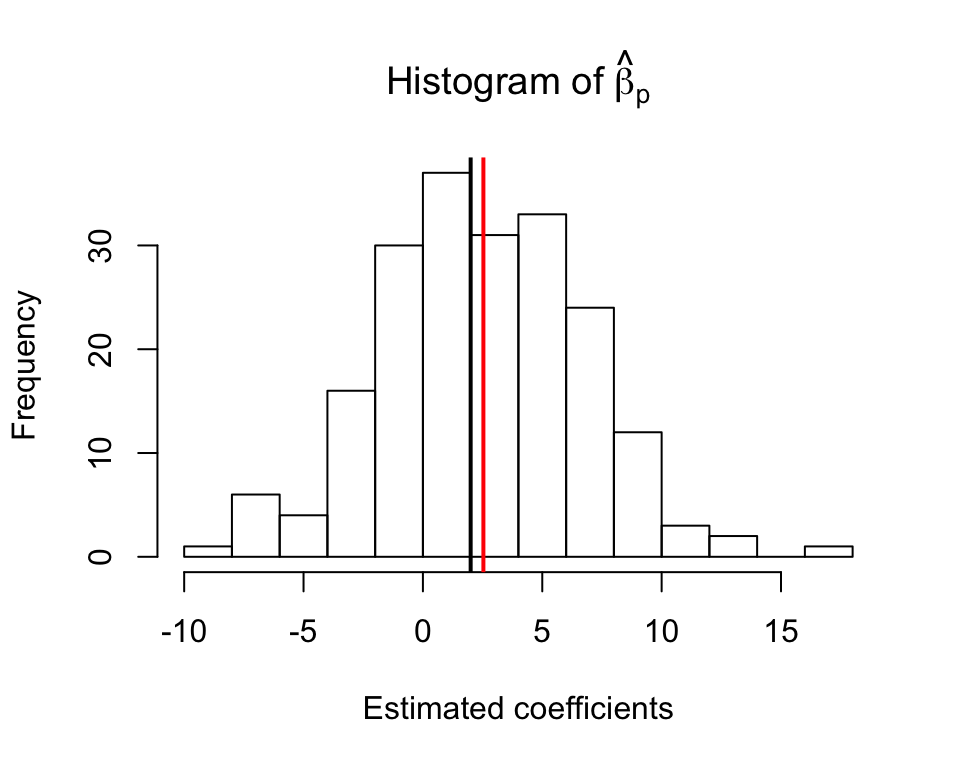 Histogram of β̂p
Frequency
30
20
10
0
-10 -5 0 5 10 15
Estimated coefficients